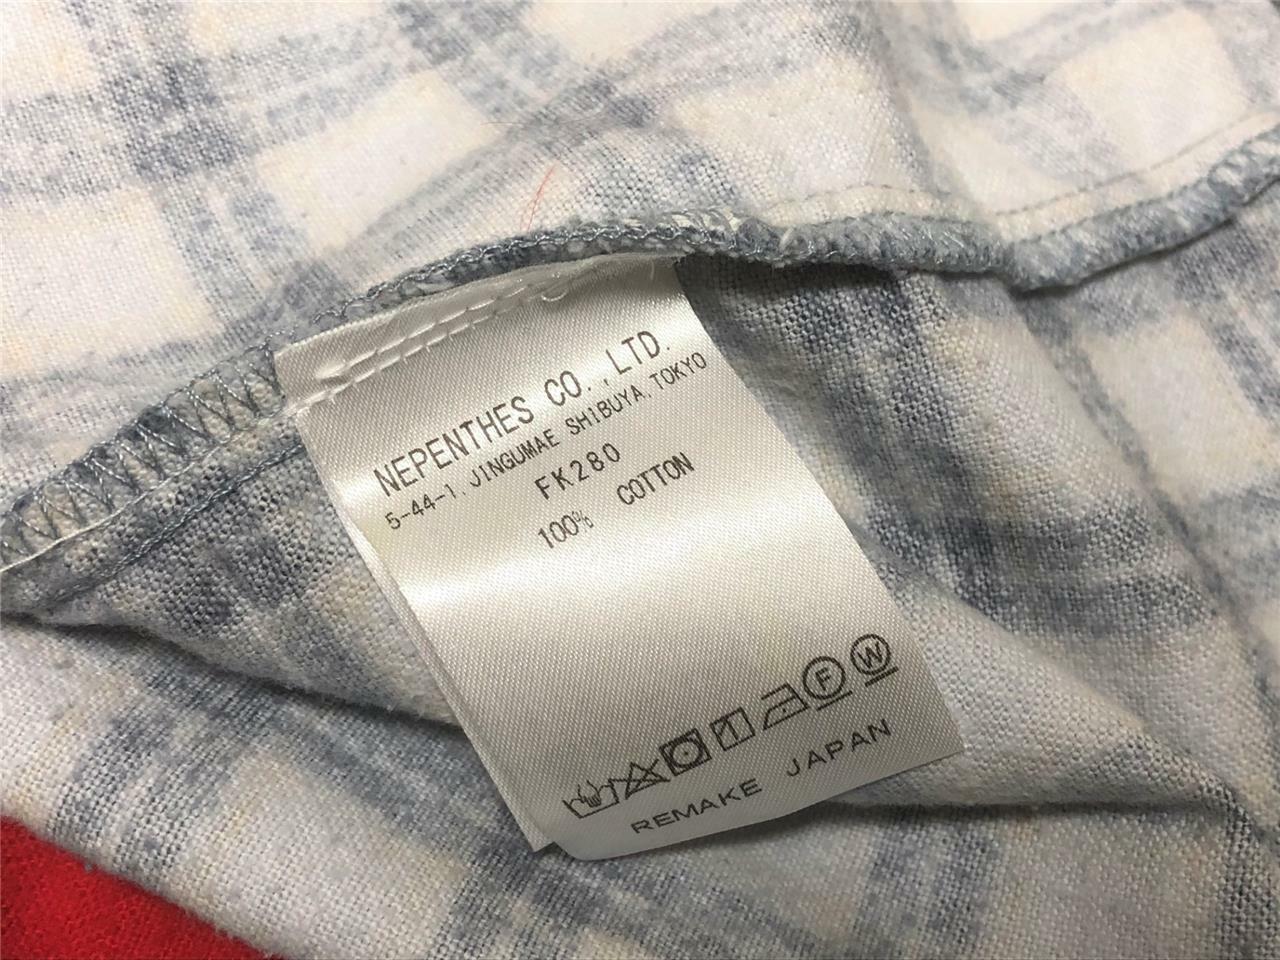 NEPENTHES CO.,LTD.
5-44-1, JINGUMAE SHIBUYA, TOKYO
FK280
100% COTTON
F W
REMAKE JAPAN